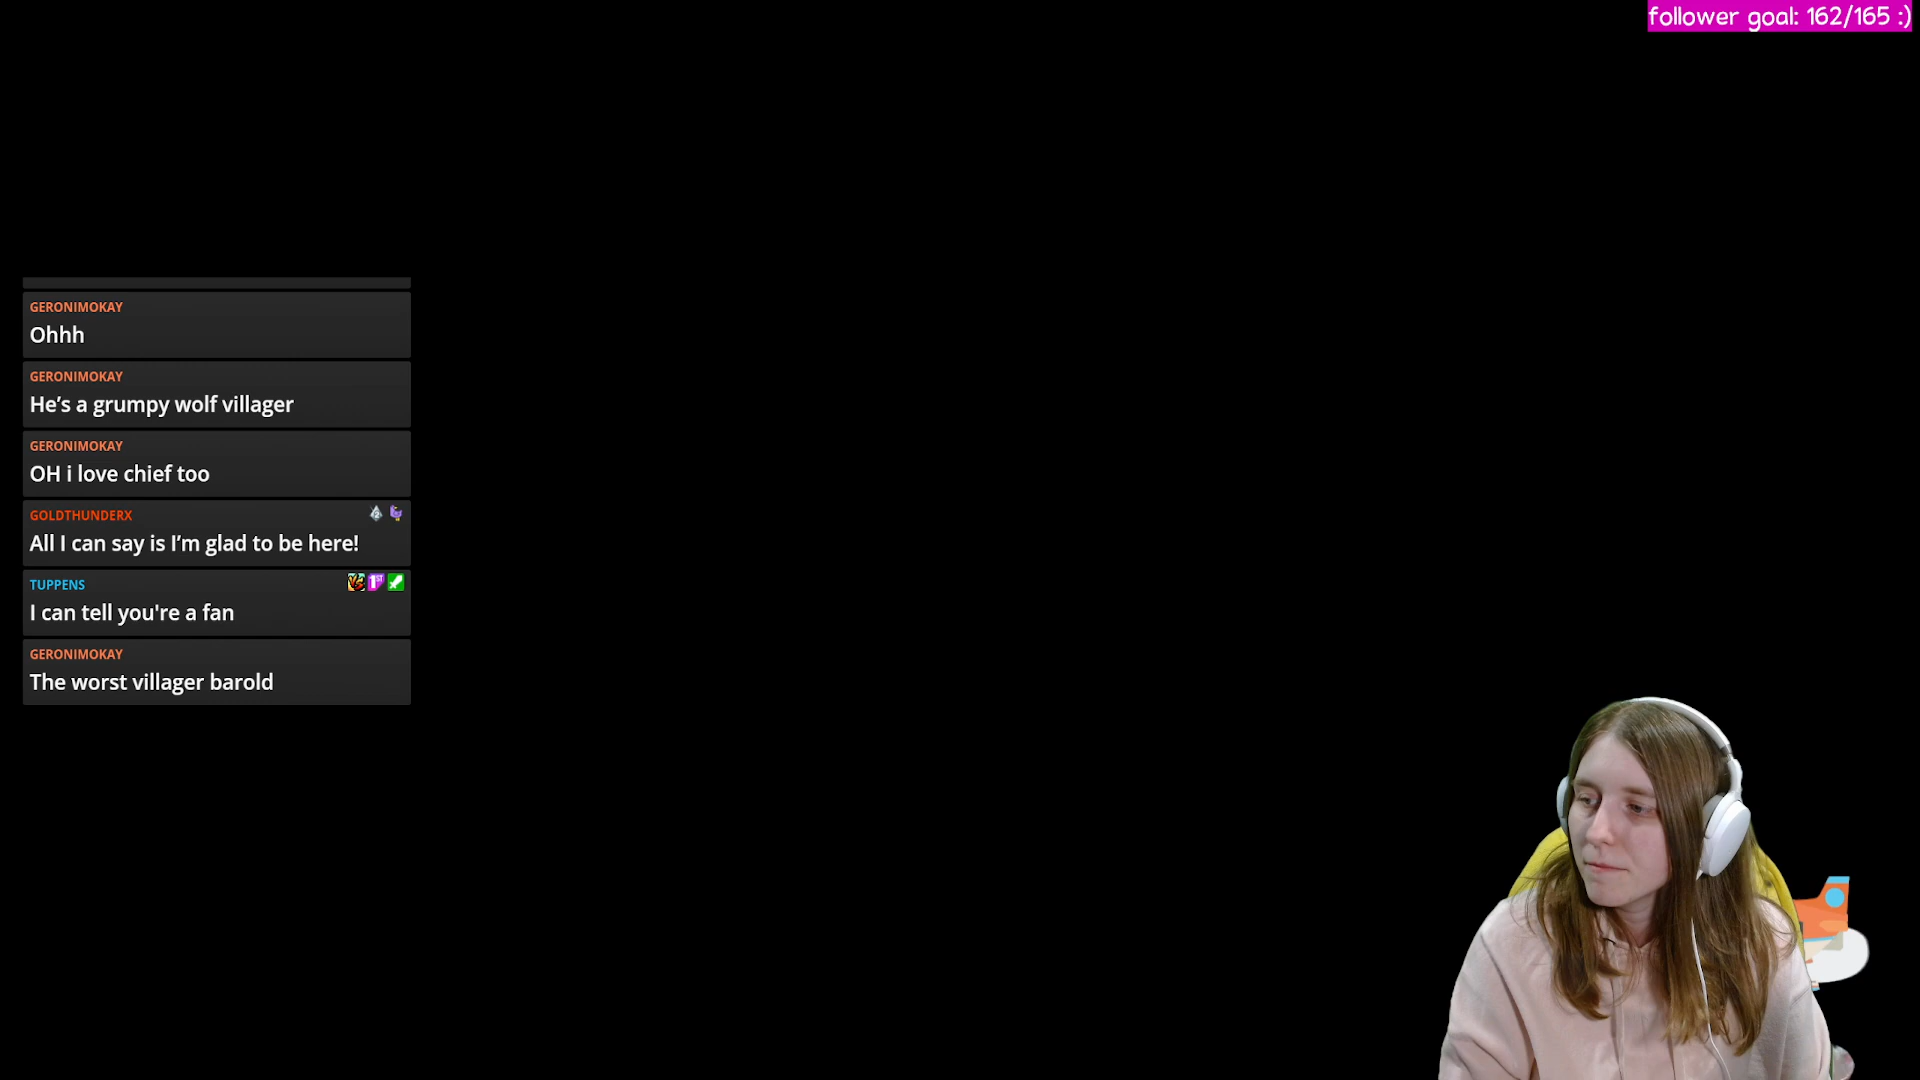 follower goal: 162/165 :)
GERONIMOKAY
Ohhh
GERONIMOKAY
He’s a grumpy wolf villager
GERONIMOKAY
OH i love chief too
GOLDTHUNDERX
All I can say is I’m glad to be here!
TUPPENS
I can tell you're a fan
GERONIMOKAY
The worst villager barold